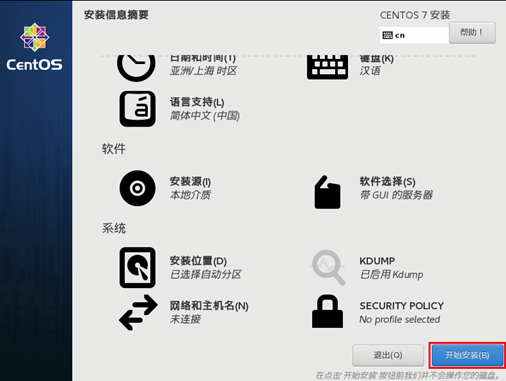 安装信息摘要
CENTOS 7 安装
cn
帮助！
CentOS
日期和时间(T)
亚洲/上海 时区
键盘(K)
汉语
语言支持(L)
简体中文 (中国)
软件
安装源(I)
本地介质
软件选择(S)
带 GUI 的服务器
系统
安装位置(D)
已选择自动分区
KDUMP
已启用 Kdump
网络和主机名(N)
未连接
SECURITY POLICY
No profile selected
退出(Q)
开始安装(B)
在点击'开始安装'按钮前我们并不会操作您的磁盘。